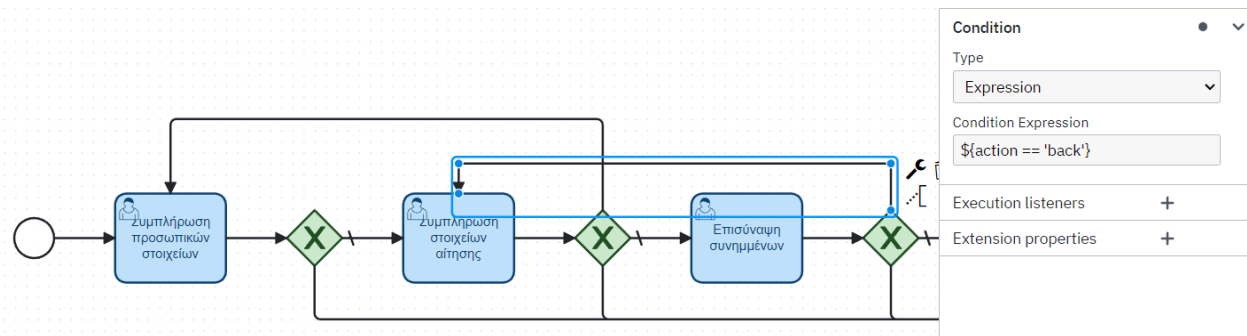 Condition
Type
Expression
Condition Expression
${action == 'back'}
Execution listeners
Extension properties
Συμπλήρωση
προσωπικών
στοιχείων
Συμπλήρωση
στοιχείων
αίτησης
Επισύναψη
συνημμένων